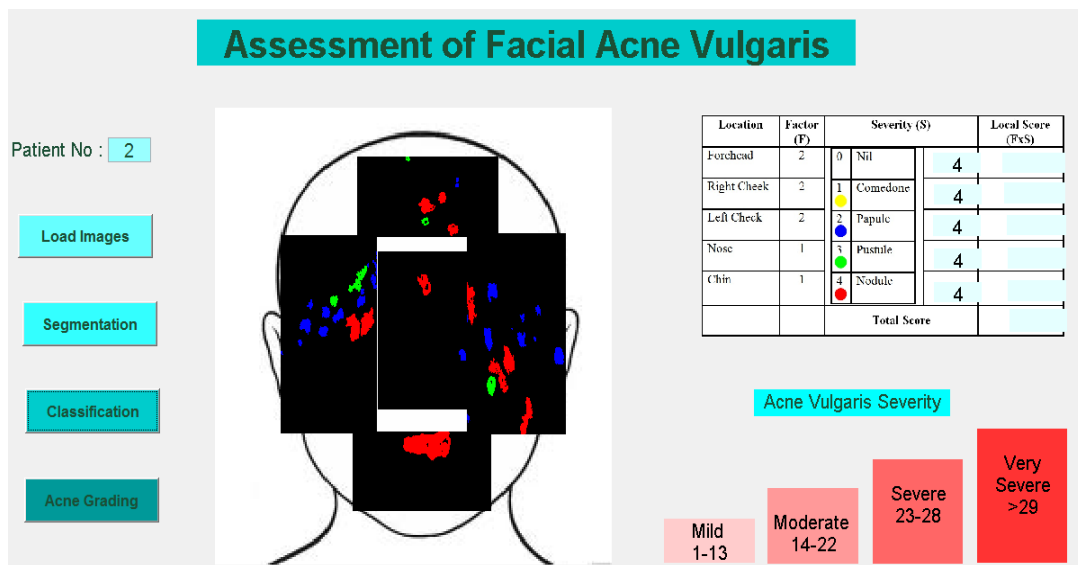 Assessment of Facial Acne Vulgaris
Patient No : 2
Load Images
Segmentation
Classification
Acne Grading
Location Factor (F) Severity (S) Local Score (FxS)
Forehead 2 0 Nil 4
Right Cheek 2 1 Comedone 4
Left Cheek 2 2 Papule 4
Nose 1 3 Pustule 4
Chin 1 4 Nodule 4
Total Score
Acne Vulgaris Severity
Mild
1-13
Moderate
14-22
Severe
23-28
Very
Severe
>29